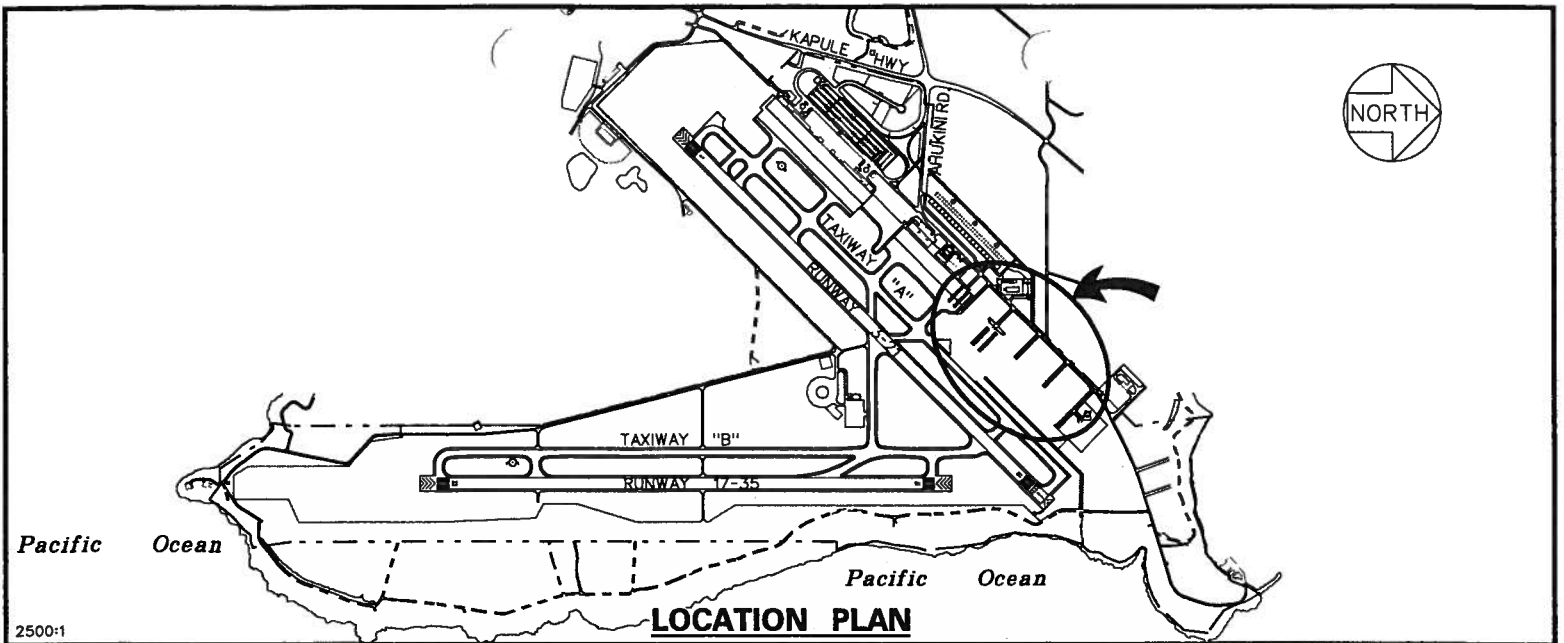 KAPULE HWY
NORTH
AHUKINI RD.
TAXIWAY "A"
RUNWAY
TAXIWAY "B"
RUNWAY 17-35
Pacific Ocean
Pacific Ocean
LOCATION PLAN
2500:1